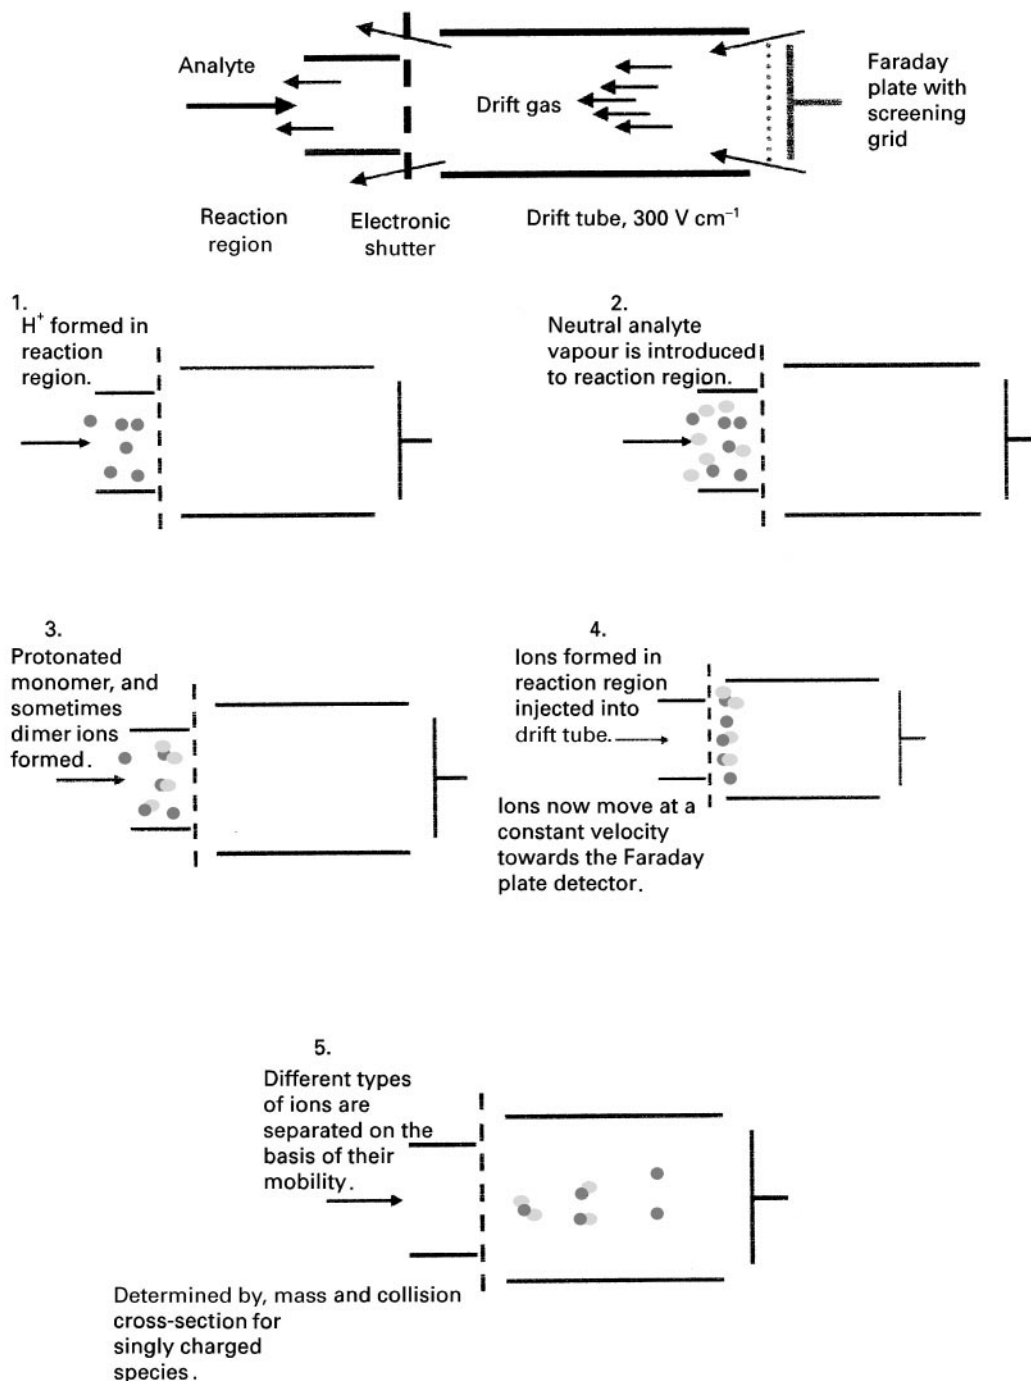 Analyte
Drift gas
Faraday
plate with
screening
grid
Reaction
region
Electronic
shutter
Drift tube, 300 V cm⁻¹
1.
H⁺ formed in
reaction
region.
2.
Neutral analyte
vapour is introduced
to reaction region.
3.
Protonated
monomer, and
sometimes
dimer ions
formed.
4.
Ions formed in
reaction region
injected into
drift tube.
Ions now move at a
constant velocity
towards the Faraday
plate detector.
5.
Different types
of ions are
separated on the
basis of their
mobility.
Determined by, mass and collision
cross-section for
singly charged
species.